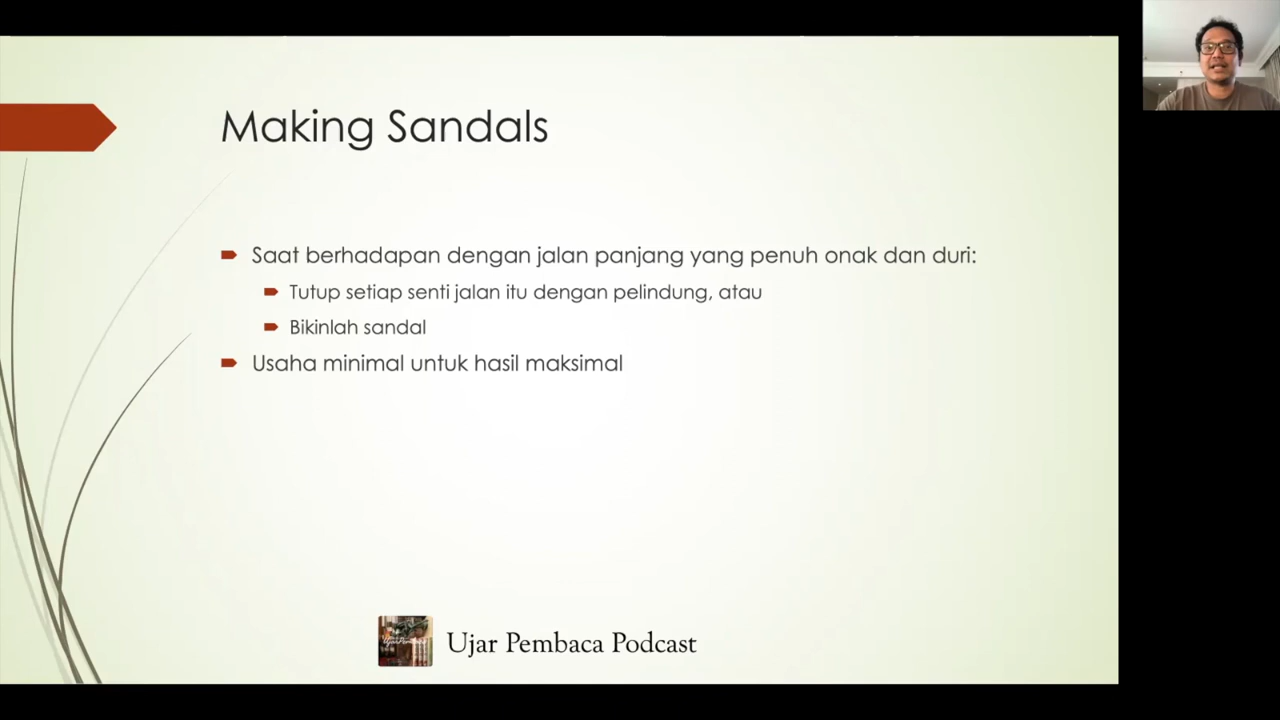 Making Sandals
Saat berhadapan dengan jalan panjang yang penuh onak dan duri:
Tutup setiap senti jalan itu dengan pelindung, atau
Bikinlah sandal
Usaha minimal untuk hasil maksimal
UjarPembaca
Ujar Pembaca Podcast